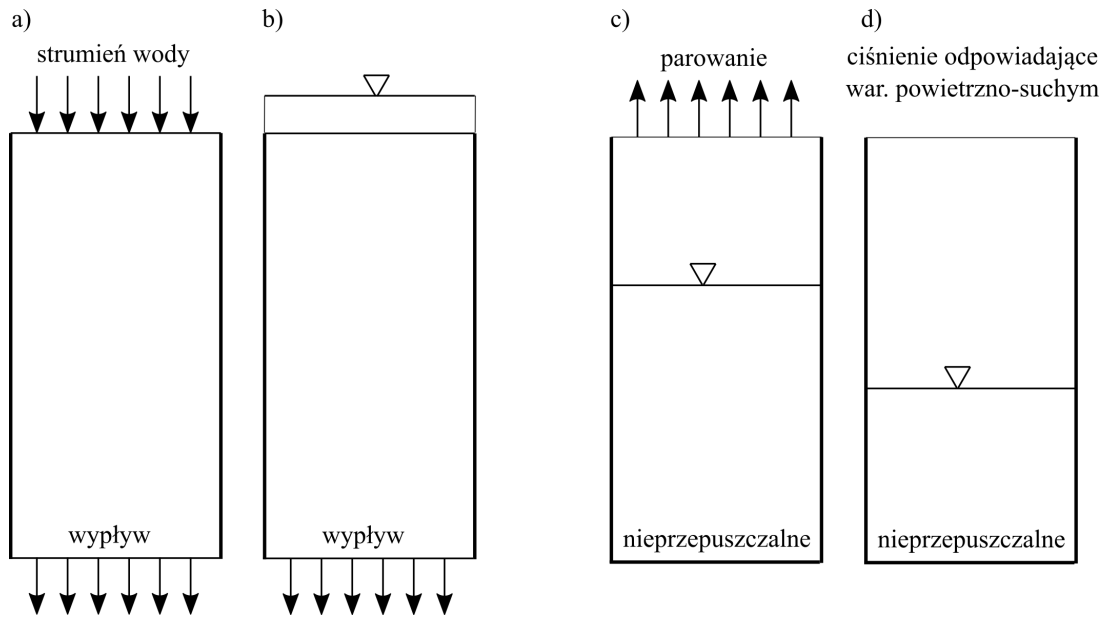 a)
strumień wody
wypływ
b)
wypływ
c)
parowanie
nieprzepuszczalne
d)
ciśnienie odpowiadające
war. powietrzno-suchym
nieprzepuszczalne